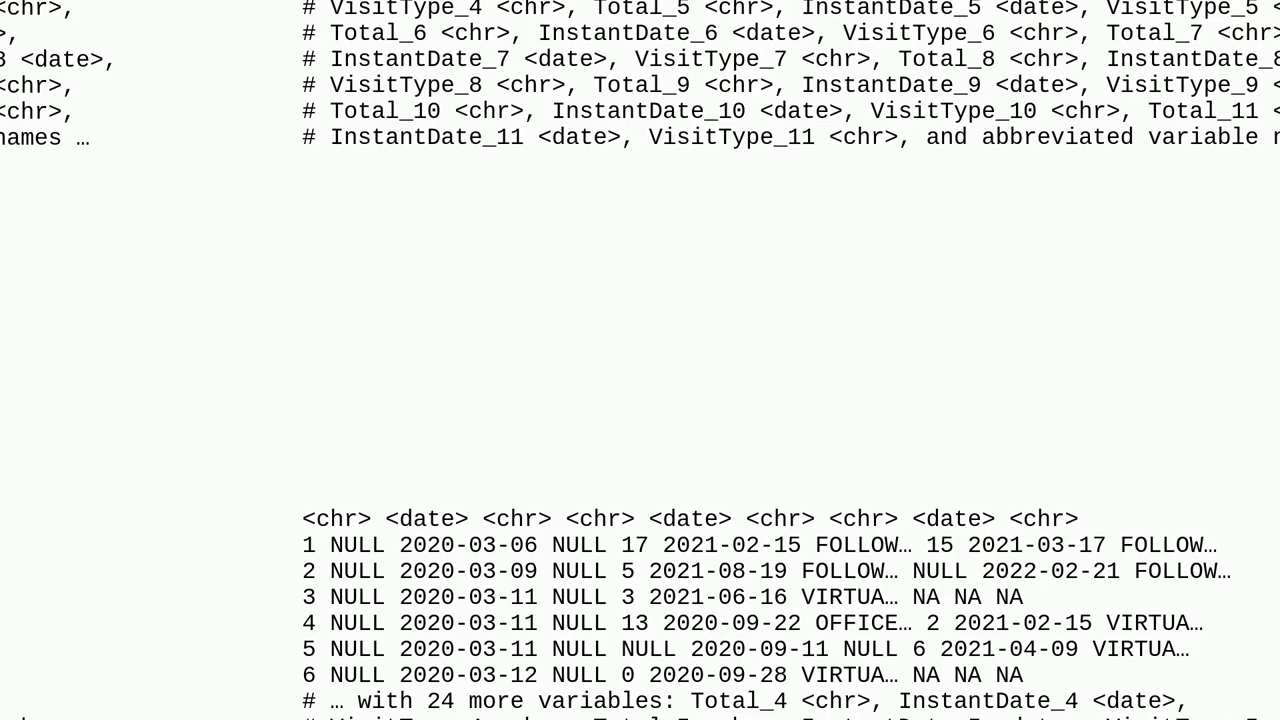 <chr>, # VisitType_4 <chr>, Total_5 <chr>, InstantDate_5 <date>, VisitType_5 <
>, # Total_6 <chr>, InstantDate_6 <date>, VisitType_6 <chr>, Total_7 <chr>
<date>, # InstantDate_7 <date>, VisitType_7 <chr>, Total_8 <chr>, InstantDate_8
<chr>, # VisitType_8 <chr>, Total_9 <chr>, InstantDate_9 <date>, VisitType_9 <
<chr>, # Total_10 <chr>, InstantDate_10 <date>, VisitType_10 <chr>, Total_11 <
names … # InstantDate_11 <date>, VisitType_11 <chr>, and abbreviated variable
<chr> <date> <chr> <chr> <date> <chr> <chr> <date> <chr>
1 NULL 2020-03-06 NULL 17 2021-02-15 FOLLOW… 15 2021-03-17 FOLLOW…
2 NULL 2020-03-09 NULL 5 2021-08-19 FOLLOW… NULL 2022-02-21 FOLLOW…
3 NULL 2020-03-11 NULL 3 2021-06-16 VIRTUA… NA NA NA
4 NULL 2020-03-11 NULL 13 2020-09-22 OFFICE… 2 2021-02-15 VIRTUA…
5 NULL 2020-03-11 NULL NULL 2020-09-11 NULL 6 2021-04-09 VIRTUA…
6 NULL 2020-03-12 NULL 0 2020-09-28 VIRTUA… NA NA NA
# … with 24 more variables: Total_4 <chr>, InstantDate_4 <date>,